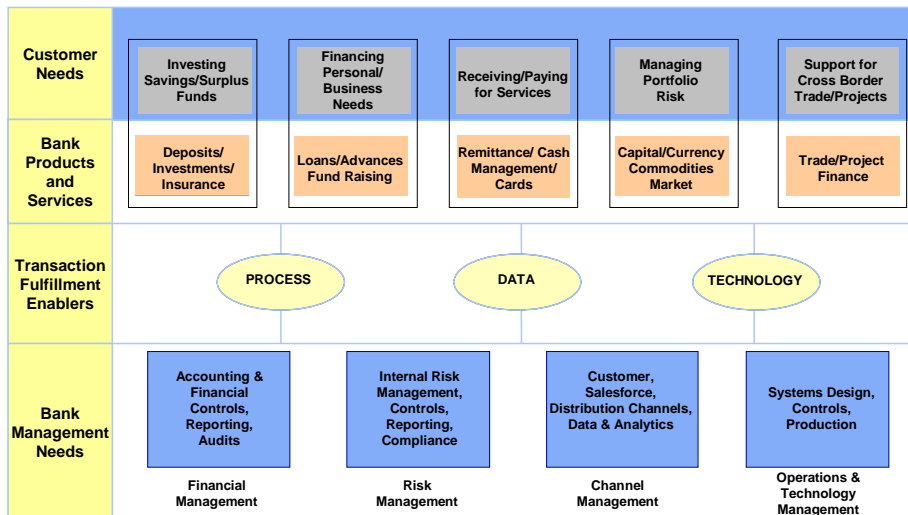 Customer
Needs
Investing
Savings/Surplus
Funds
Financing
Personal/
Business
Needs
Receiving/Paying
for Services
Managing
Portfolio
Risk
Support for
Cross Border
Trade/Projects
Bank
Products
and
Services
Deposits/
Investments/
Insurance
Loans/Advances
Fund Raising
Remittance/ Cash
Management/
Cards
Capital/Currency
Commodities
Market
Trade/Project
Finance
Transaction
Fulfillment
Enablers
PROCESS
DATA
TECHNOLOGY
Bank
Management
Needs
Accounting &
Financial
Controls,
Reporting,
Audits
Internal Risk
Management,
Controls,
Reporting,
Compliance
Customer,
Salesforce,
Distribution Channels,
Data & Analytics
Systems Design,
Controls,
Production
Financial
Management
Risk
Management
Channel
Management
Operations &
Technology
Management